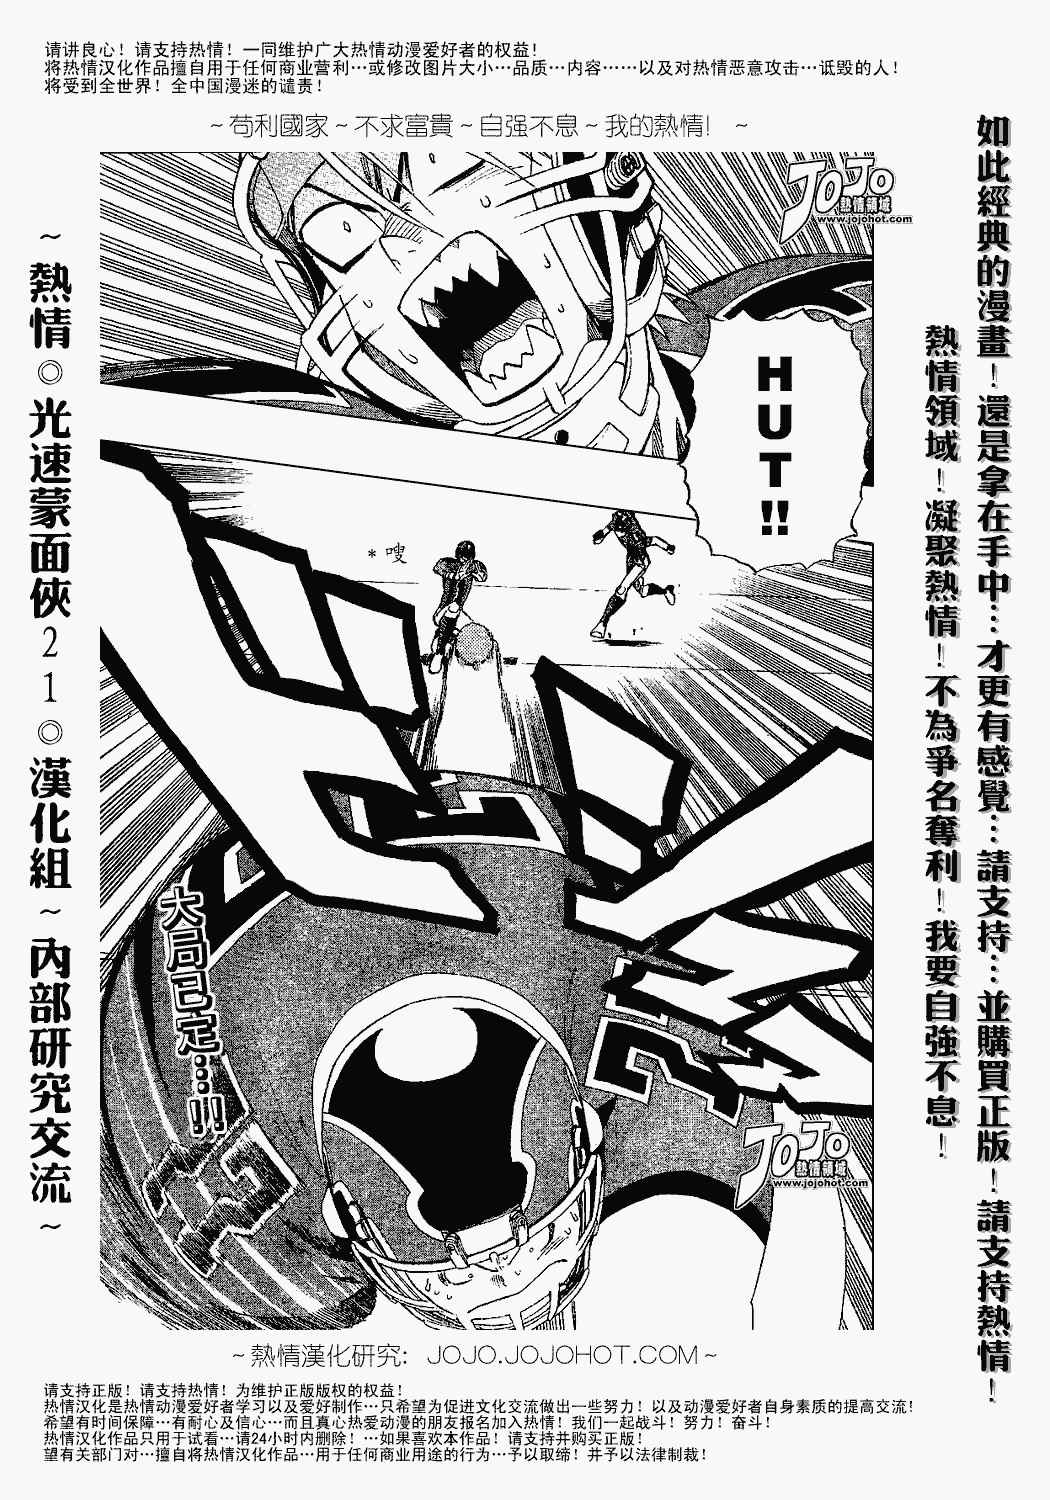 请讲良心！请支持热情！一同维护广大热情动漫爱好者的权益！
将热情汉化作品擅自用于任何商业营利…或修改图片大小…品质…内容……以及对热情恶意攻击…诋毁的人！
将受到全世界！全中国漫迷的谴责！
～苟利國家～不求富貴～自强不息～我的熱情！～
如此經典的漫畫！還是拿在手中…才更有感覺…請支持…並購買正版！請支持熱情！
熱情領域！凝聚熱情！不為爭名奪利！我要自強不息！
JOJO
熱情領域
www.jojohot.com
HUT!!
*嗖
大局已定…!!
JOJO
熱情領域
www.jojohot.com
～熱情◎光速蒙面俠21◎漢化組～內部研究交流～
～熱情漢化研究: JOJO.JOJOHOT.COM～
请支持正版！请支持热情！为维护正版版权的权益！
热情汉化是热情动漫爱好者学习以及爱好制作…只希望为促进文化交流做出一些努力！以及动漫爱好者自身素质的提高交流！
希望有时间保障…有耐心及信心…而且真心热爱动漫的朋友报名加入热情！我们一起战斗！努力！奋斗！
热情汉化作品只用于试看…请24小时内删除！…如果喜欢本作品！请支持并购买正版！
望有关部门对…擅自将热情汉化作品…用于任何商业用途的行为…予以取缔！并予以法律制裁！